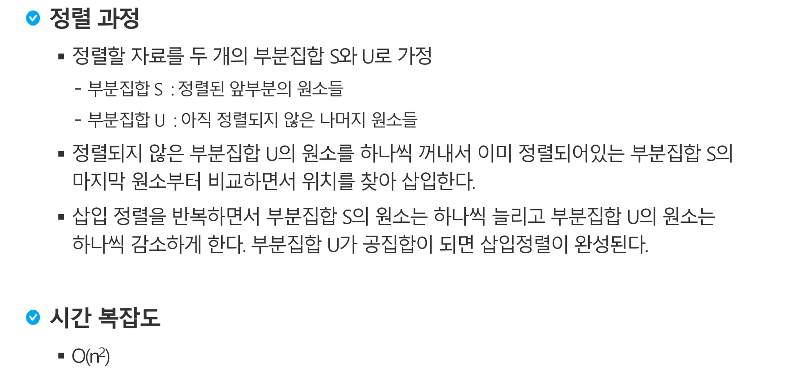 정렬 과정
▪ 정렬할 자료를 두 개의 부분집합 S와 U로 가정
- 부분집합 S : 정렬된 앞부분의 원소들
- 부분집합 U : 아직 정렬되지 않은 나머지 원소들
▪ 정렬되지 않은 부분집합 U의 원소를 하나씩 꺼내서 이미 정렬되어있는 부분집합 S의
마지막 원소부터 비교하면서 위치를 찾아 삽입한다.
▪ 삽입 정렬을 반복하면서 부분집합 S의 원소는 하나씩 늘리고 부분집합 U의 원소는
하나씩 감소하게 한다. 부분집합 U가 공집합이 되면 삽입정렬이 완성된다.
시간 복잡도
▪ O(n²)